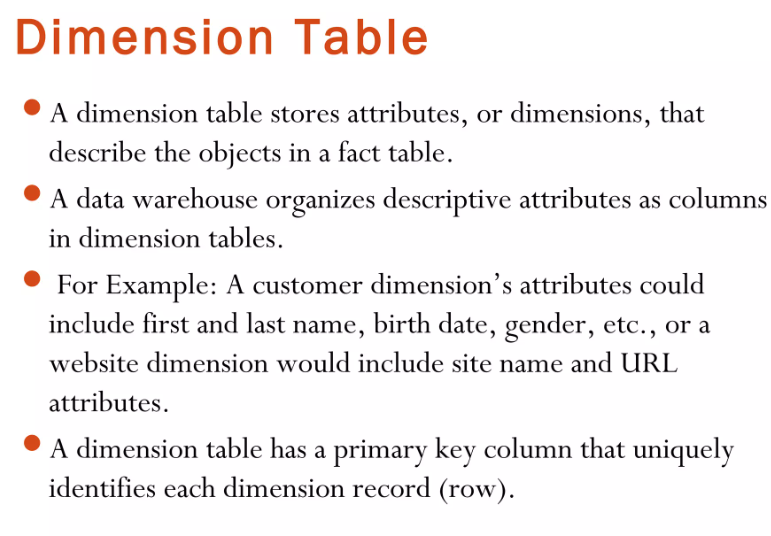 Dimension Table
• A dimension table stores attributes, or dimensions, that
describe the objects in a fact table.
• A data warehouse organizes descriptive attributes as columns
in dimension tables.
• For Example: A customer dimension’s attributes could
include first and last name, birth date, gender, etc., or a
website dimension would include site name and URL
attributes.
• A dimension table has a primary key column that uniquely
identifies each dimension record (row).